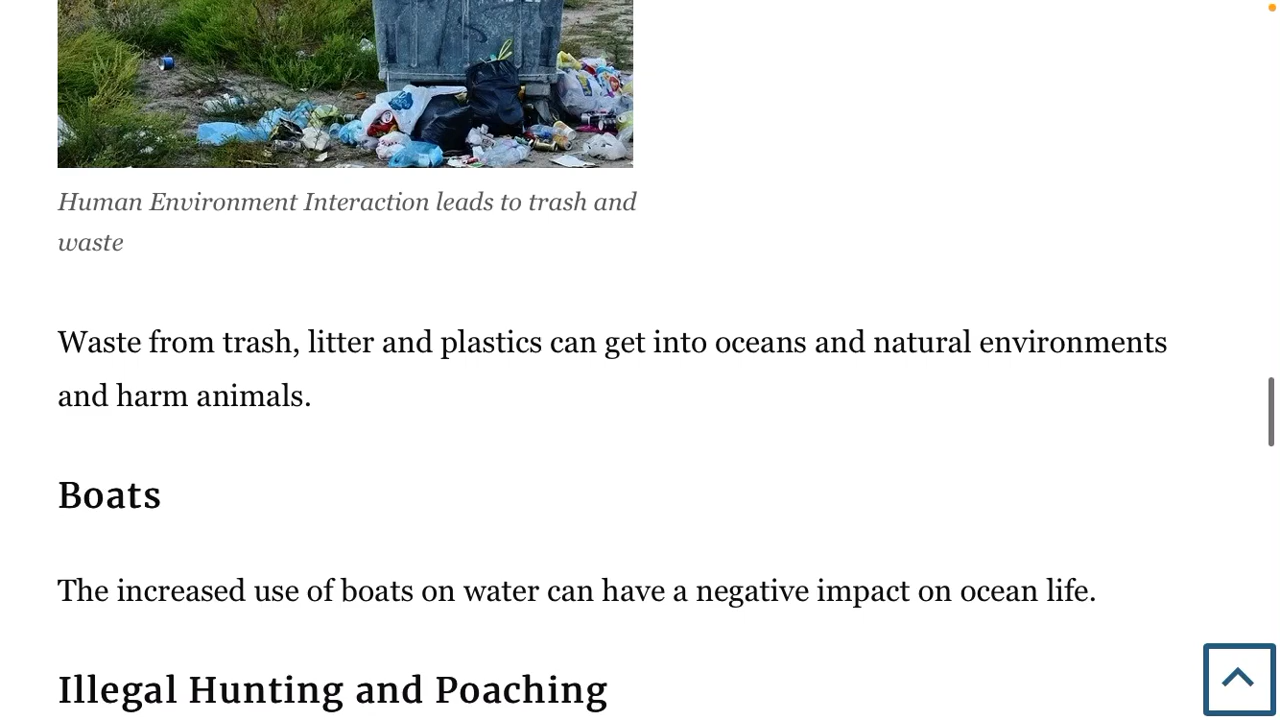 Human Environment Interaction leads to trash and
waste
Waste from trash, litter and plastics can get into oceans and natural environments
and harm animals.
Boats
The increased use of boats on water can have a negative impact on ocean life.
Illegal Hunting and Poaching